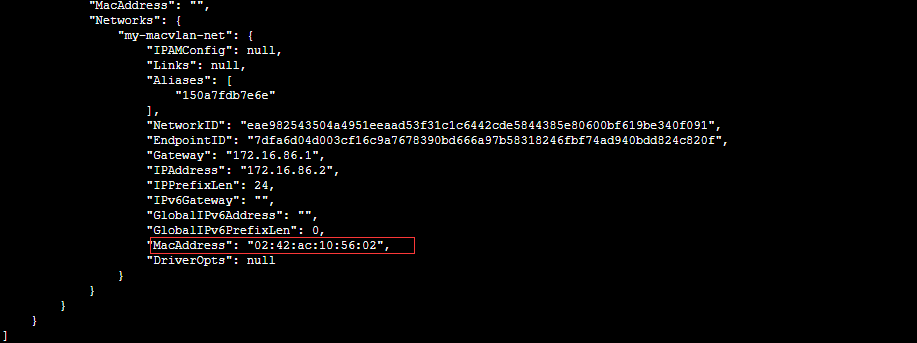 "MacAddress": "",
"Networks": {
"my-macvlan-net": {
"IPAMConfig": null,
"Links": null,
"Aliases": [
"150a7fdb7e6e"
],
"NetworkID": "eae982543504a4951eeaad53f31c1c6442cde5844385e80600bf619be340f091",
"EndpointID": "7dfa6d04d003cf16c9a7678390bd666a97b58318246fbf74ad940bdd824c820f",
"Gateway": "172.16.86.1",
"IPAddress": "172.16.86.2",
"IPPrefixLen": 24,
"IPv6Gateway": "",
"GlobalIPv6Address": "",
"GlobalIPv6PrefixLen": 0,
"MacAddress": "02:42:ac:10:56:02",
"DriverOpts": null
}
}
}
}
]